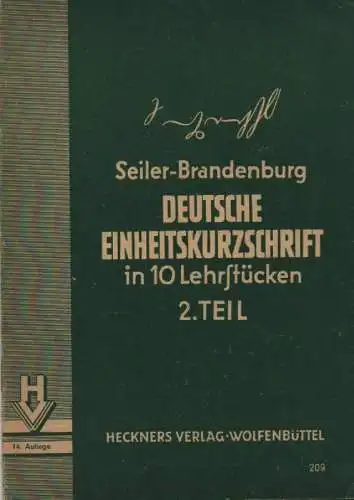 Seiler-Brandenburg
DEUTSCHE
EINHEITSKURZSCHRIFT
in 10 Lehrſtücken
2. TEIL
HV
14. Auflage
HECKNERS VERLAG·WOLFENBÜTTEL
209